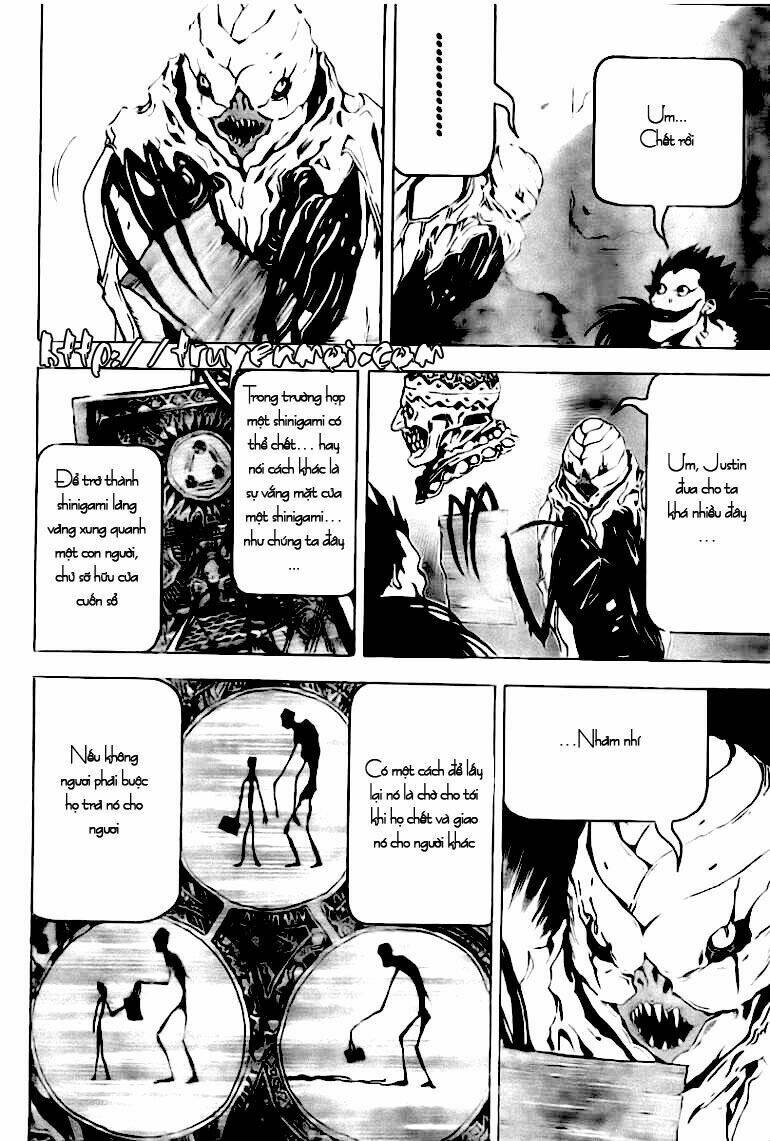 Um...
Chết rồi
............
http://truyenmoi.com
Um, Justin
đưa cho ta
khá nhiều đây
...
Trong trường hợp
một shinigami có
thể chết... hay
nói cách khác là
sự vắng mặt của
một shinigami...
như chúng ta đây
...
Để trở thành
shinigami lảng
vảng xung quanh
một con người,
chủ sỡ hữu của
cuốn sổ
...Nhăm nhí
Có một cách để lấy
lại nó là chờ cho tới
khi họ chết và giao
nó cho người khác
Nếu không
ngươi phải buộc
họ trả nó cho
ngươi